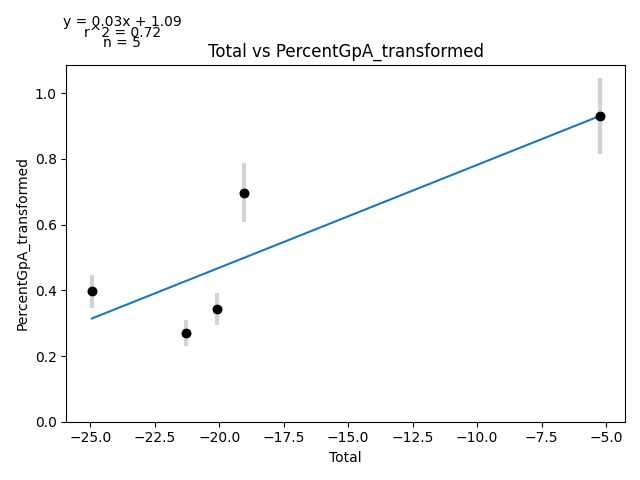 y = 0.03x + 1.09
r^2 = 0.72
n = 5
Total vs PercentGpA_transformed
PercentGpA_transformed
1.0
0.8
0.6
0.4
0.2
0.0
−25.0 −22.5 −20.0 −17.5 −15.0 −12.5 −10.0 −7.5 −5.0
Total